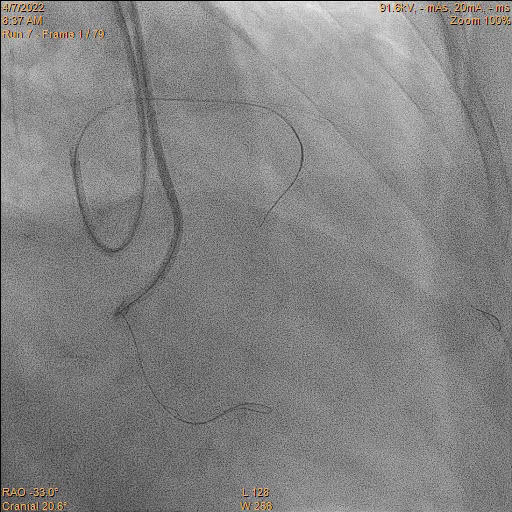 4/7/2022
8:37 AM
Run 7 - Frame 1 / 79
91.6kV, - mAs, 20mA, - ms
Zoom 100%
RAO -33.0°
Cranial 20.6°
L 128
W 256